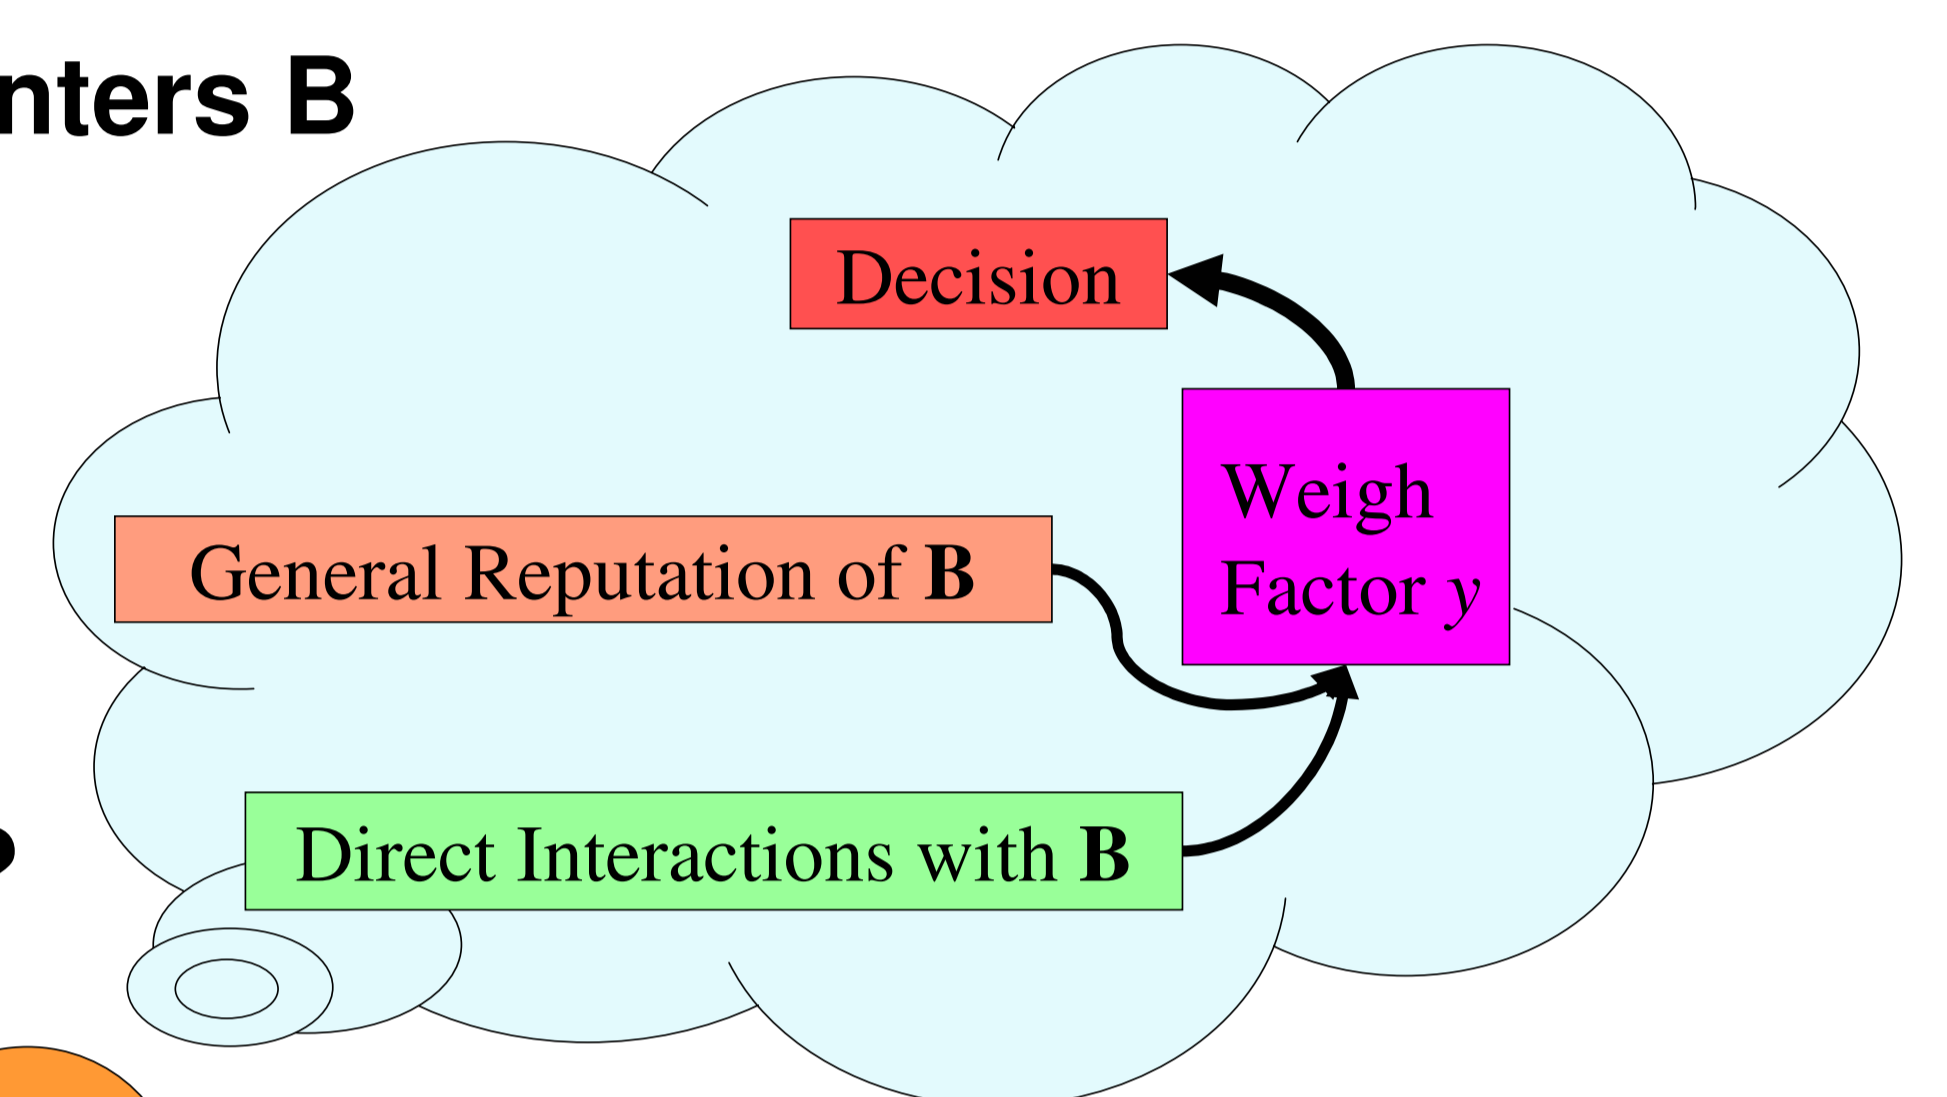 nters B
Decision
Weigh
Factor y
General Reputation of B
Direct Interactions with B